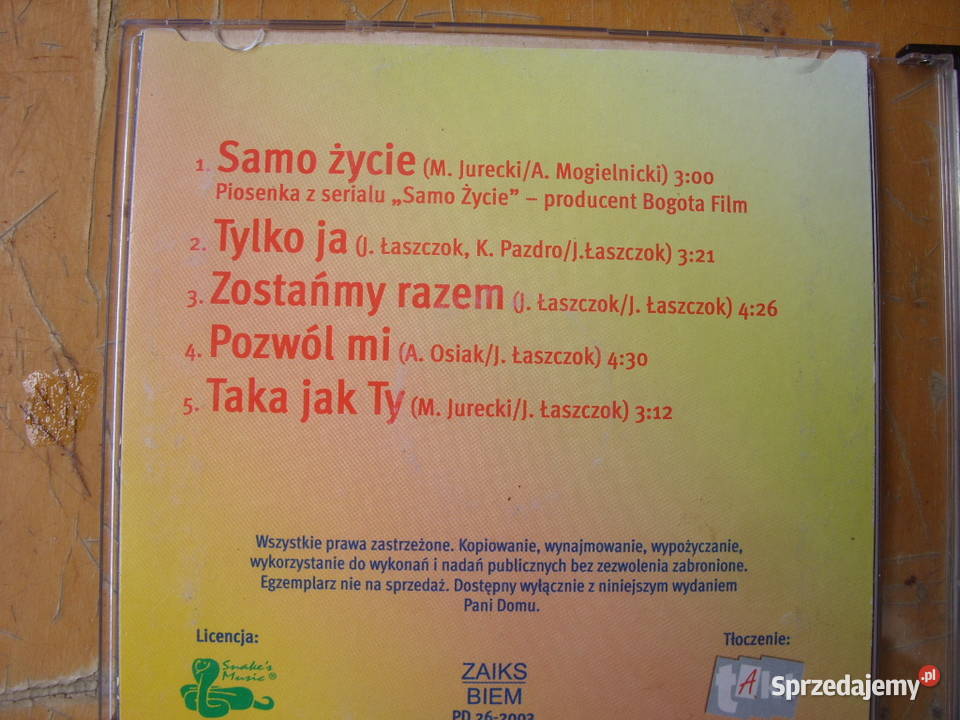 1. Samo życie (M. Jurecki/A. Mogielnicki) 3:00
Piosenka z serialu „Samo Życie” – producent Bogota Film
2. Tylko ja (J. Łaszczok, K. Pazdro/J.Łaszczok) 3:21
3. Zostańmy razem (J. Łaszczok/J. Łaszczok) 4:26
4. Pozwól mi (A. Osiak/J. Łaszczok) 4:30
5. Taka jak Ty (M. Jurecki/J. Łaszczok) 3:12
Wszystkie prawa zastrzeżone. Kopiowanie, wynajmowanie, wypożyczanie,
wykorzystanie do wykonań i nadań publicznych bez zezwolenia zabronione.
Egzemplarz nie na sprzedaż. Dostępny wyłącznie z niniejszym wydaniem
Pani Domu.
Licencja:
Tłoczenie:
Snake's
Music ®
ZAIKS
BIEM
PD 26-2003
Sprzedajemy.pl